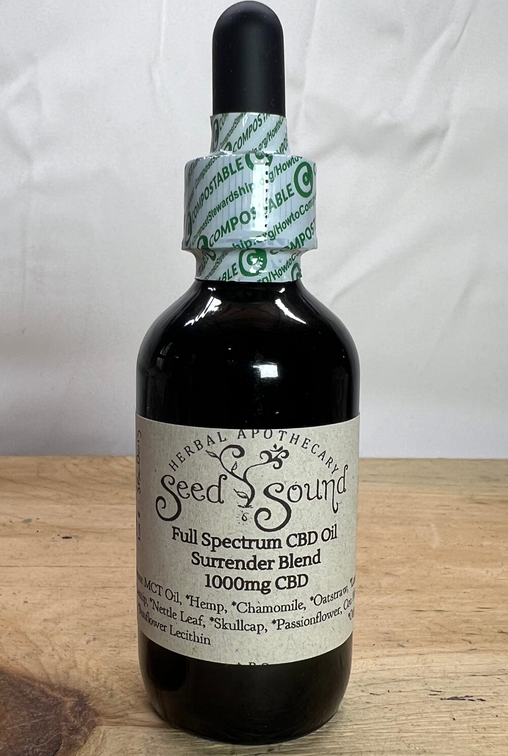 COMPOSTABLE
COMPOSTABLE
HERBAL APOTHECARY
Seed Sound
Full Spectrum CBD Oil
Surrender Blend
1000mg CBD
MCT Oil, *Hemp, *Chamomile, *Oatstraw,
*Nettle Leaf, *Skullcap, *Passionflower,
Sunflower Lecithin